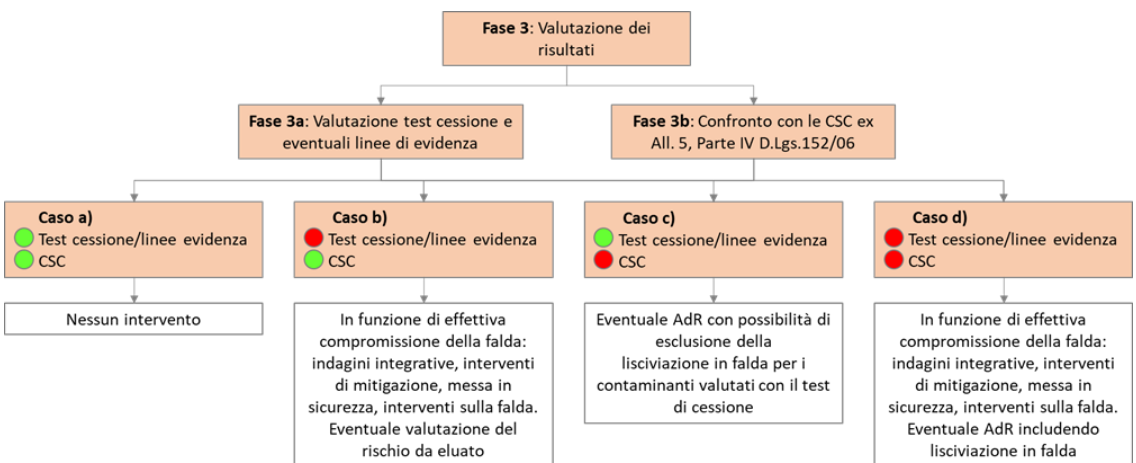 Fase 3: Valutazione dei
risultati
Fase 3a: Valutazione test cessione e
eventuali linee di evidenza
Fase 3b: Confronto con le CSC ex
All. 5, Parte IV D.Lgs.152/06
Caso a)
Test cessione/linee evidenza
CSC
Caso b)
Test cessione/linee evidenza
CSC
Caso c)
Test cessione/linee evidenza
CSC
Caso d)
Test cessione/linee evidenza
CSC
Nessun intervento
In funzione di effettiva
compromissione della falda:
indagini integrative, interventi
di mitigazione, messa in
sicurezza, interventi sulla falda.
Eventuale valutazione del
rischio da eluato
Eventuale AdR con possibilità di
esclusione della
lisciviazione in falda per i
contaminanti valutati con il test
di cessione
In funzione di effettiva
compromissione della falda:
indagini integrative, interventi
di mitigazione, messa in
sicurezza, interventi sulla falda.
Eventuale AdR includendo
lisciviazione in falda